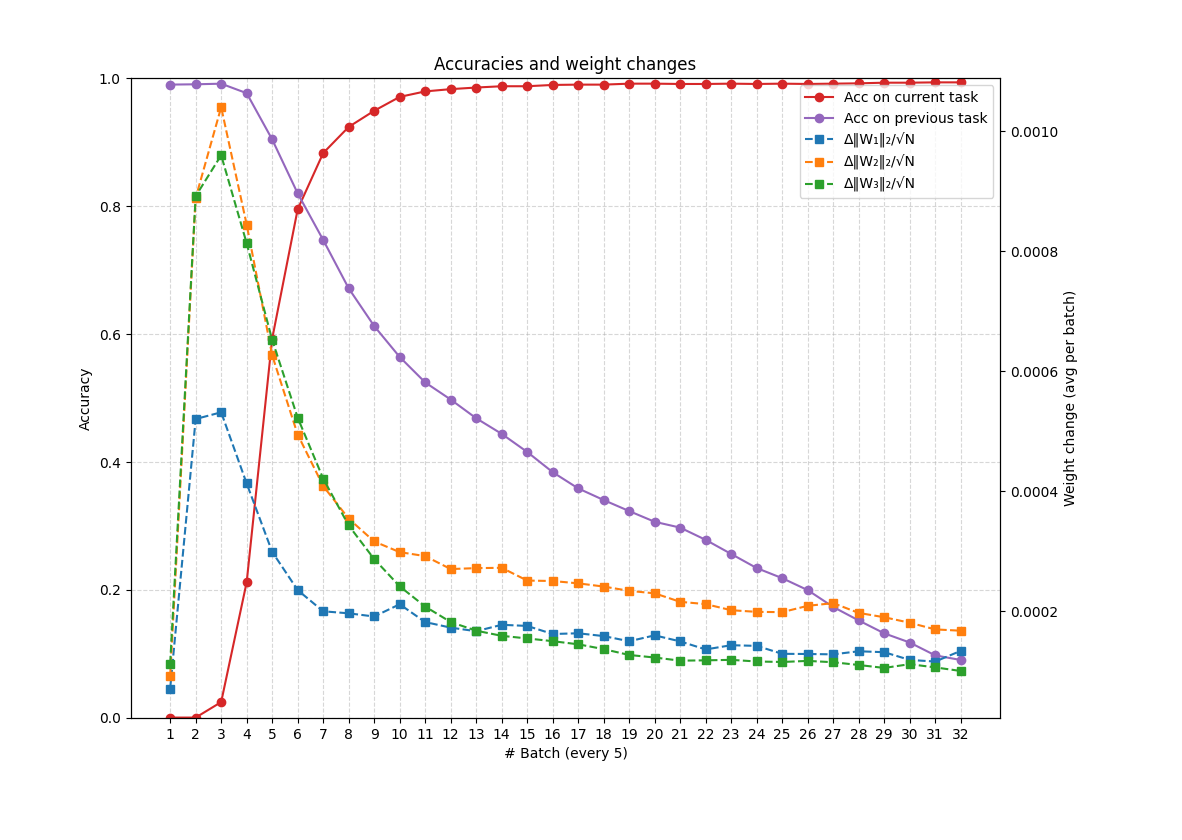 Accuracies and weight changes
1.0
0.8
0.6
0.4
0.2
0.0
Accuracy
Acc on current task
Acc on previous task
Δ‖W₁‖₂/√N
Δ‖W₂‖₂/√N
Δ‖W₃‖₂/√N
0.0010
0.0008
0.0006
0.0004
0.0002
Weight change (avg per batch)
1 2 3 4 5 6 7 8 9 10 11 12 13 14 15 16 17 18 19 20 21 22 23 24 25 26 27 28 29 30 31 32
# Batch (every 5)